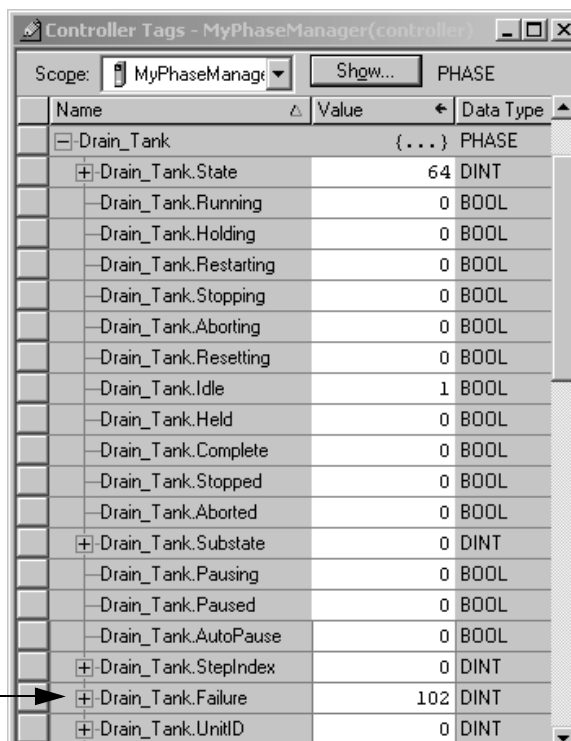 Controller Tags - MyPhaseManager(controller)
Scope: MyPhaseManage Show... PHASE
Name Value Data Type
Drain_Tank {...} PHASE
Drain_Tank.State 64 DINT
Drain_Tank.Running 0 BOOL
Drain_Tank.Holding 0 BOOL
Drain_Tank.Restarting 0 BOOL
Drain_Tank.Stopping 0 BOOL
Drain_Tank.Aborting 0 BOOL
Drain_Tank.Resetting 0 BOOL
Drain_Tank.Idle 1 BOOL
Drain_Tank.Held 0 BOOL
Drain_Tank.Complete 0 BOOL
Drain_Tank.Stopped 0 BOOL
Drain_Tank.Aborted 0 BOOL
Drain_Tank.Substate 0 DINT
Drain_Tank.Pausing 0 BOOL
Drain_Tank.Paused 0 BOOL
Drain_Tank.AutoPause 0 BOOL
Drain_Tank.StepIndex 0 DINT
Drain_Tank.Failure 102 DINT
Drain_Tank.UnitID 0 DINT